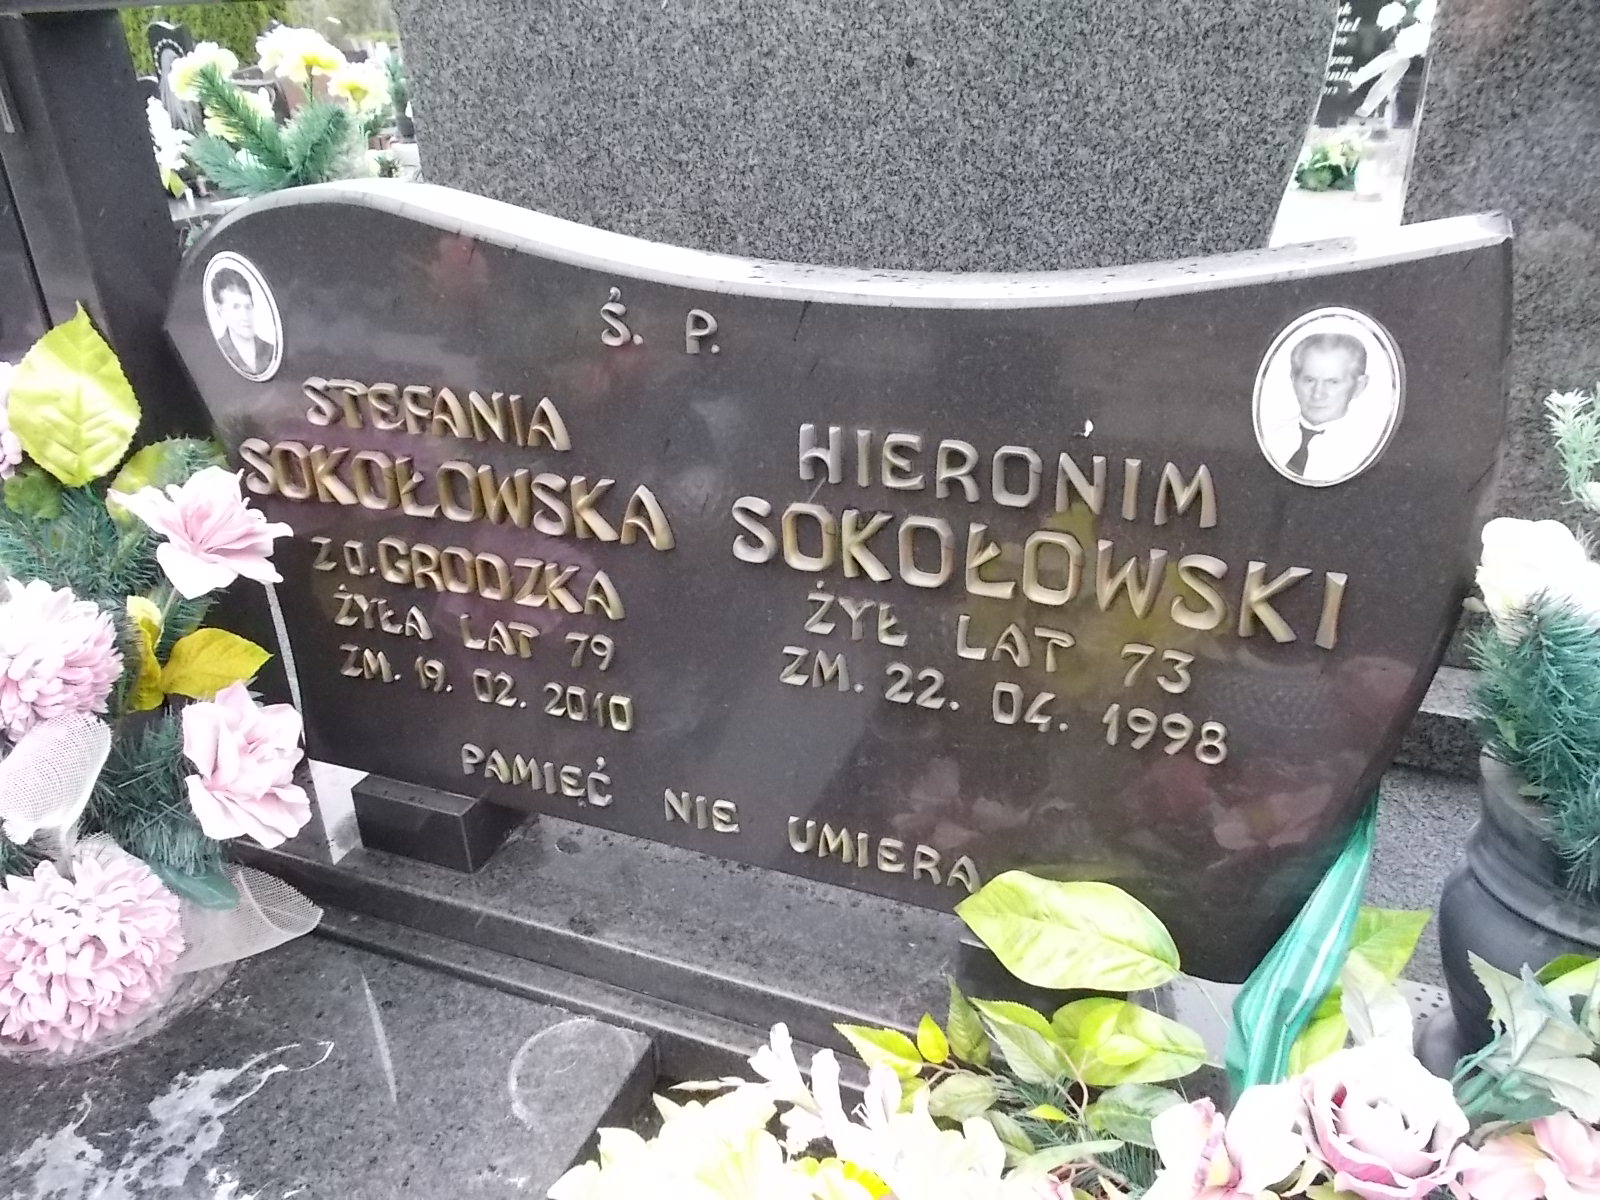 Ś. P.
STEFANIA
SOKOŁOWSKA
Z D. GRODZKA
ŻYŁA LAT 79
ZM. 19. 02. 2010
HIERONIM
SOKOŁOWSKI
ŻYŁ LAT 73
ZM. 22. 04. 1998
PAMIĘĆ NIE UMIERA